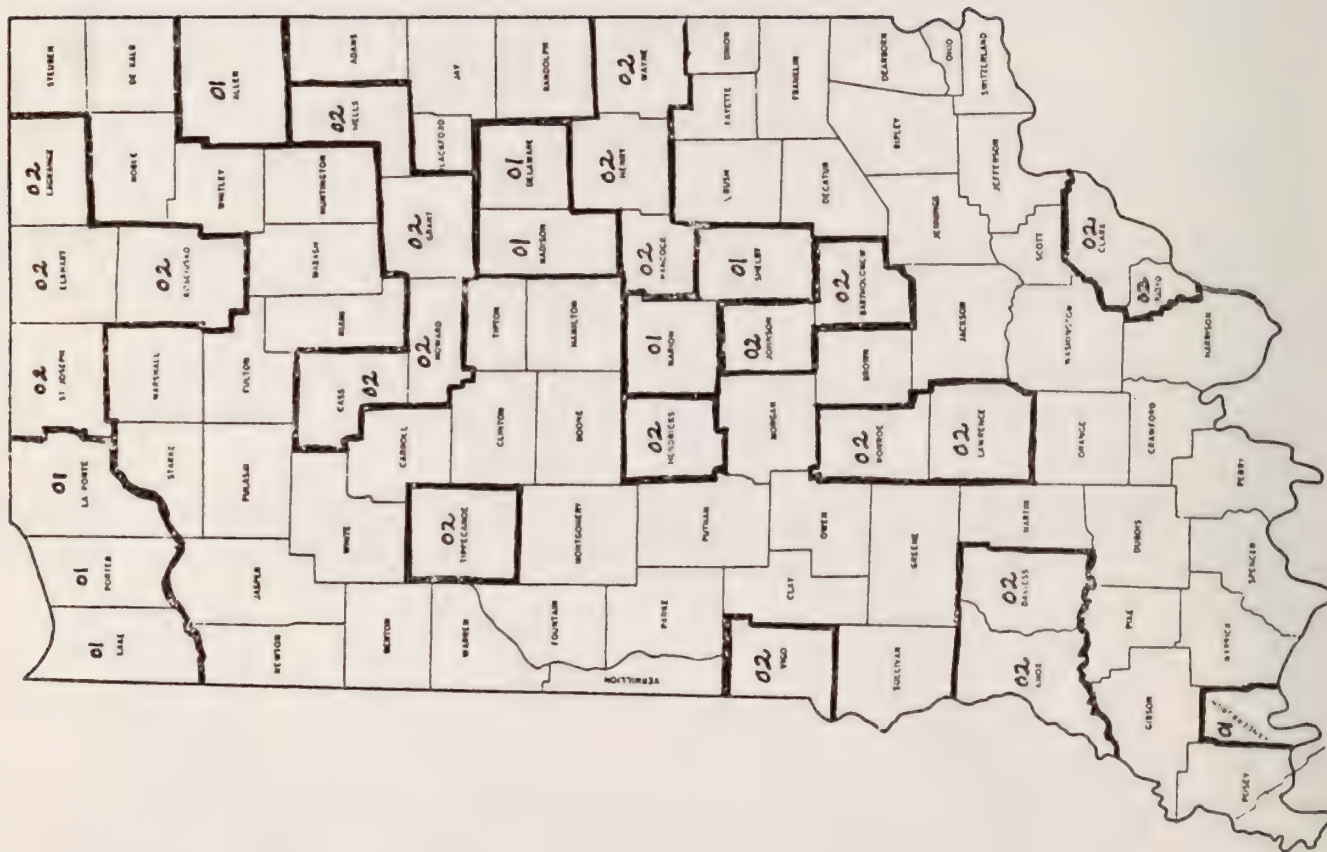 02
LAGRANGE
STEUBEN
02
ELKHART
NOBLE
DE KALB
02
ST JOSEPH
01
LA PORTE
01
PORTER
01
LAKE
02
KOSCIUSKO
WHITLEY
01
ALLEN
MARSHALL
STARKE
FULTON
PULASKI
JASPER
NEWTON
WABASH
HUNTINGTON
02
WELLS
ADAMS
MIAMI
CASS
02
WHITE
CARROLL
BENTON
02
HOWARD
02
GRANT
BLACKFORD
JAY
02
TIPPECANOE
WARREN
CLINTON
TIPTON
01
MADISON
01
DELAWARE
RANDOLPH
FOUNTAIN
MONTGOMERY
BOONE
HAMILTON
02
HENRY
02
WAYNE
VERMILLION
PARKE
PUTNAM
02
HENDRICKS
01
MARION
02
HANCOCK
RUSH
FAYETTE
UNION
02
VIGO
CLAY
OWEN
MORGAN
02
JOHNSON
01
SHELBY
DECATUR
FRANKLIN
SULLIVAN
GREENE
02
MONROE
BROWN
02
BARTHOLOMEW
JENNINGS
RIPLEY
DEARBORN
OHIO
02
KNOX
02
DAVIESS
MARTIN
02
LAWRENCE
JACKSON
SCOTT
JEFFERSON
SWITZERLAND
GIBSON
PIKE
DUBOIS
ORANGE
WASHINGTON
02
CLARK
02
FLOYD
POSEY
01
VANDERBURGH
WARRICK
SPENCER
PERRY
CRAWFORD
HARRISON